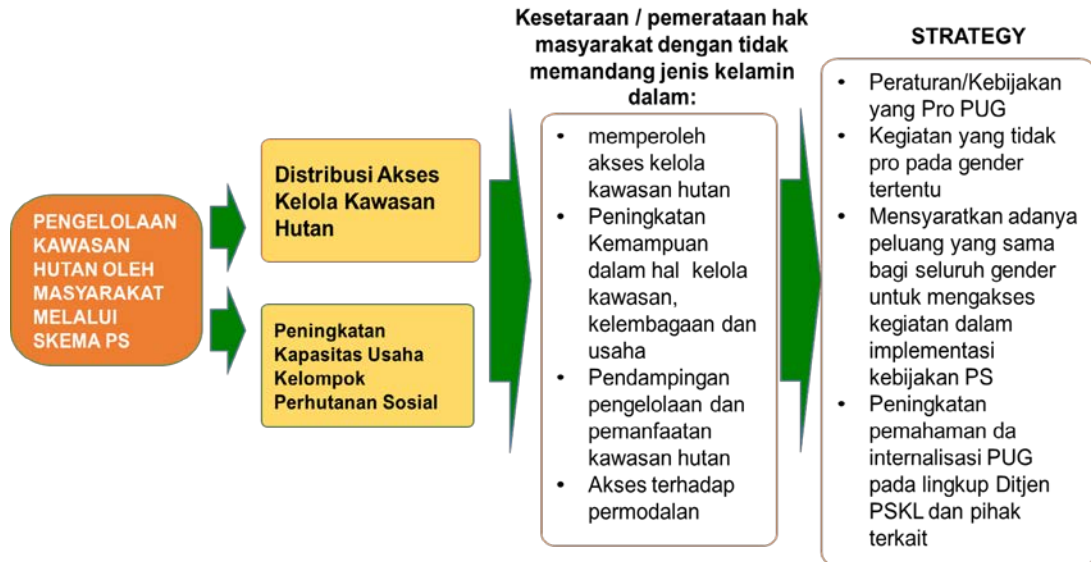 PENGELOLAAN
KAWASAN
HUTAN OLEH
MASYARAKAT
MELALUI
SKEMA PS
Distribusi Akses
Kelola Kawasan
Hutan
Peningkatan
Kapasitas Usaha
Kelompok
Perhutanan Sosial
Kesetaraan / pemerataan hak
masyarakat dengan tidak
memandang jenis kelamin
dalam:
• memperoleh
akses kelola
kawasan hutan
• Peningkatan
Kemampuan
dalam hal kelola
kawasan,
kelembagaan dan
usaha
• Pendampingan
pengelolaan dan
pemanfaatan
kawasan hutan
• Akses terhadap
permodalan
STRATEGY
• Peraturan/Kebijakan
yang Pro PUG
• Kegiatan yang tidak
pro pada gender
tertentu
• Mensyaratkan adanya
peluang yang sama
bagi seluruh gender
untuk mengakses
kegiatan dalam
implementasi
kebijakan PS
• Peningkatan
pemahaman da
internalisasi PUG
pada lingkup Ditjen
PSKL dan pihak
terkait